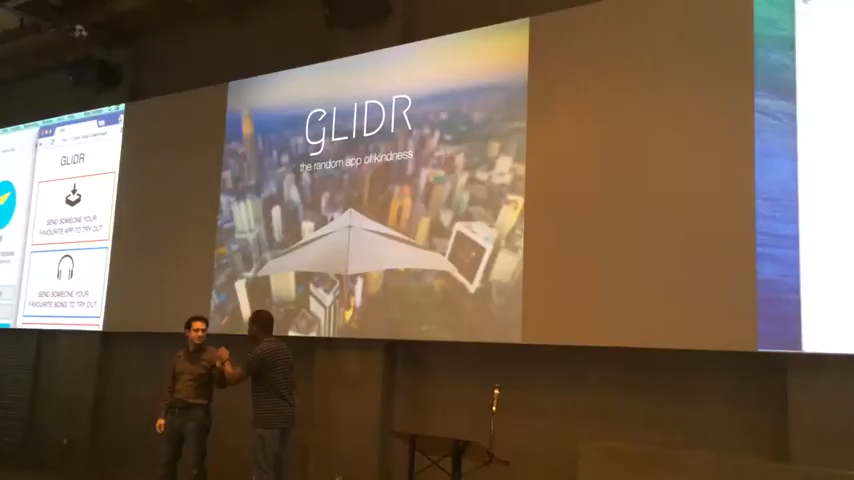 GLIDR
the random app of kindness
GLIDR
SEND SOMEONE YOUR
FAVOURITE APP TO TRY OUT
SEND SOMEONE YOUR
FAVOURITE SONG TO TRY OUT